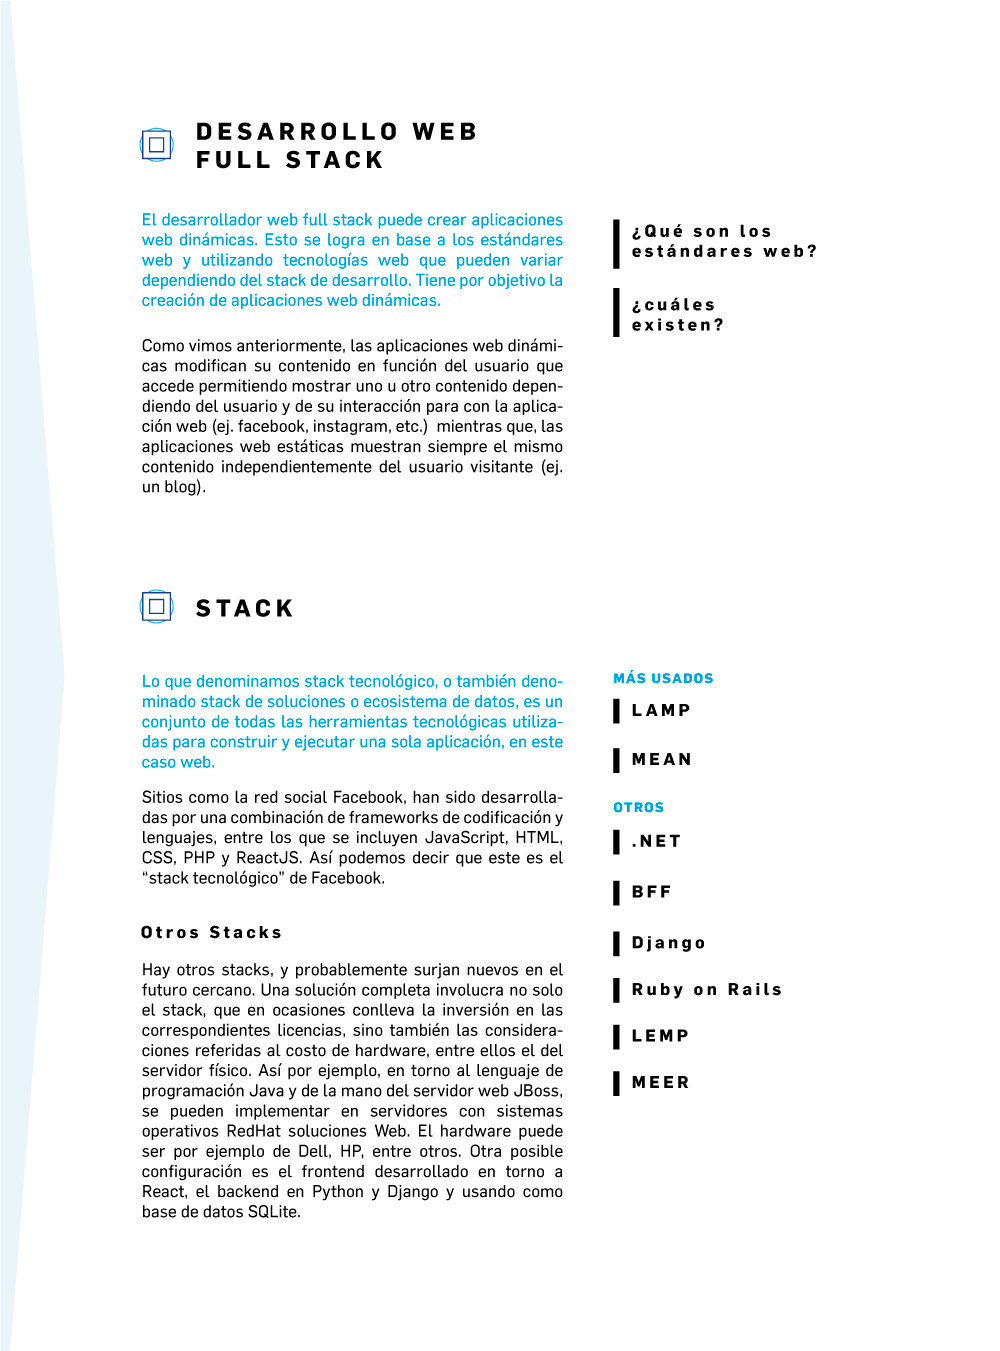 DESARROLLO WEB
FULL STACK
El desarrollador web full stack puede crear aplicaciones
web dinámicas. Esto se logra en base a los estándares
web y utilizando tecnologías web que pueden variar
dependiendo del stack de desarrollo. Tiene por objetivo la
creación de aplicaciones web dinámicas.
Como vimos anteriormente, las aplicaciones web dinámi-
cas modifican su contenido en función del usuario que
accede permitiendo mostrar uno u otro contenido depen-
diendo del usuario y de su interacción para con la aplica-
ción web (ej. facebook, instagram, etc.)  mientras que, las
aplicaciones web estáticas muestran siempre el mismo
contenido independientemente del usuario visitante (ej.
un blog).
¿Qué son los
estándares web?
¿cuáles
existen?
STACK
Lo que denominamos stack tecnológico, o también deno-
minado stack de soluciones o ecosistema de datos, es un
conjunto de todas las herramientas tecnológicas utiliza-
das para construir y ejecutar una sola aplicación, en este
caso web.
Sitios como la red social Facebook, han sido desarrolla-
das por una combinación de frameworks de codificación y
lenguajes, entre los que se incluyen JavaScript, HTML,
CSS, PHP y ReactJS. Así podemos decir que este es el
“stack tecnológico” de Facebook.
Otros Stacks
Hay otros stacks, y probablemente surjan nuevos en el
futuro cercano. Una solución completa involucra no solo
el stack, que en ocasiones conlleva la inversión en las
correspondientes licencias, sino también las considera-
ciones referidas al costo de hardware, entre ellos el del
servidor físico. Así por ejemplo, en torno al lenguaje de
programación Java y de la mano del servidor web JBoss,
se pueden implementar en servidores con sistemas
operativos RedHat soluciones Web. El hardware puede
ser por ejemplo de Dell, HP, entre otros. Otra posible
configuración es el frontend desarrollado en torno a
React, el backend en Python y Django y usando como
base de datos SQLite.
MÁS USADOS
LAMP
MEAN
OTROS
.NET
BFF
Django
Ruby on Rails
LEMP
MEER